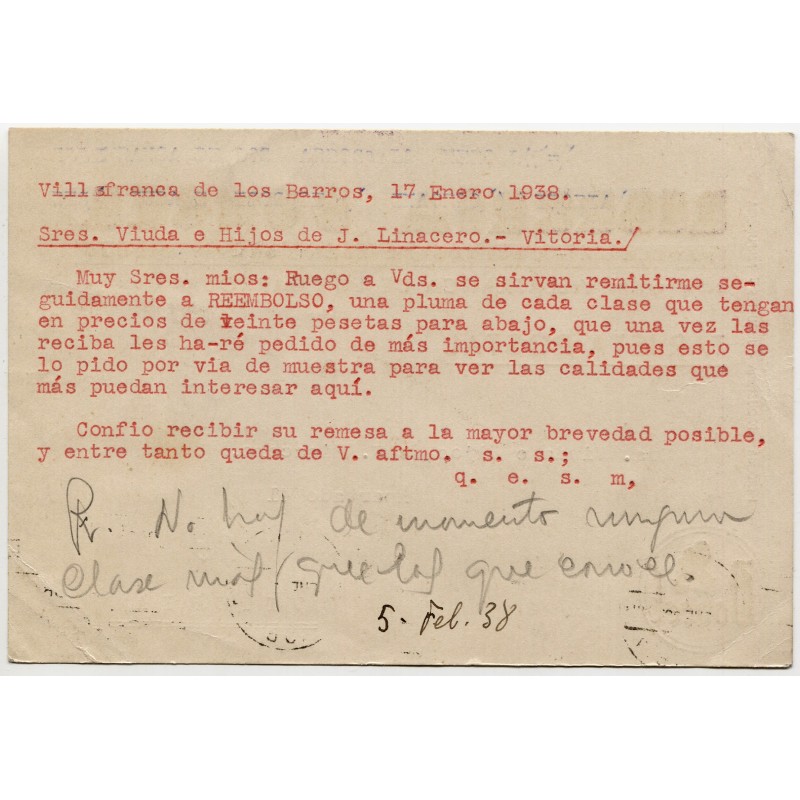 Villafranca de los Barros, 17 Enero 1938.
Sres. Viuda e Hijos de J. Linacero.- Vitoria./
Muy Sres. mios: Ruego a Vds. se sirvan remitirme se-
guidamente a REEMBOLSO, una pluma de cada clase que tengan
en precios de veinte pesetas para abajo, que una vez las
reciba les ha-ré pedido de más importancia, pues esto se
lo pido por via de muestra para ver las calidades que
más puedan interesar aquí.
Confio recibir su remesa a la mayor brevedad posible,
y entre tanto queda de V. aftmo. s. s.;
q. e. s. m,
No hay de momento ninguna
clase mas que las que conoce.
5 - Feb. 38